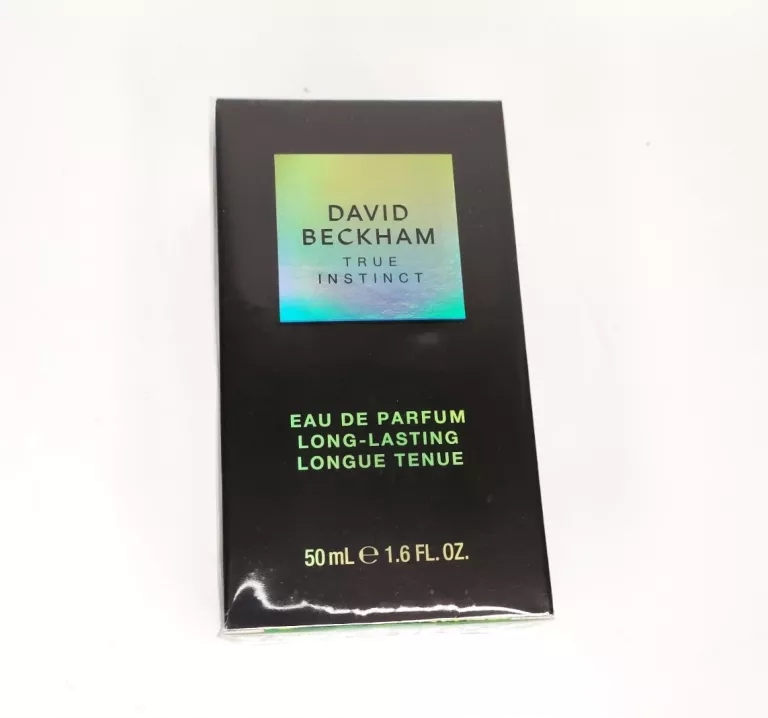 DAVID
BECKHAM
TRUE
INSTINCT
EAU DE PARFUM
LONG-LASTING
LONGUE TENUE
50 mL ℮ 1.6 FL. OZ.